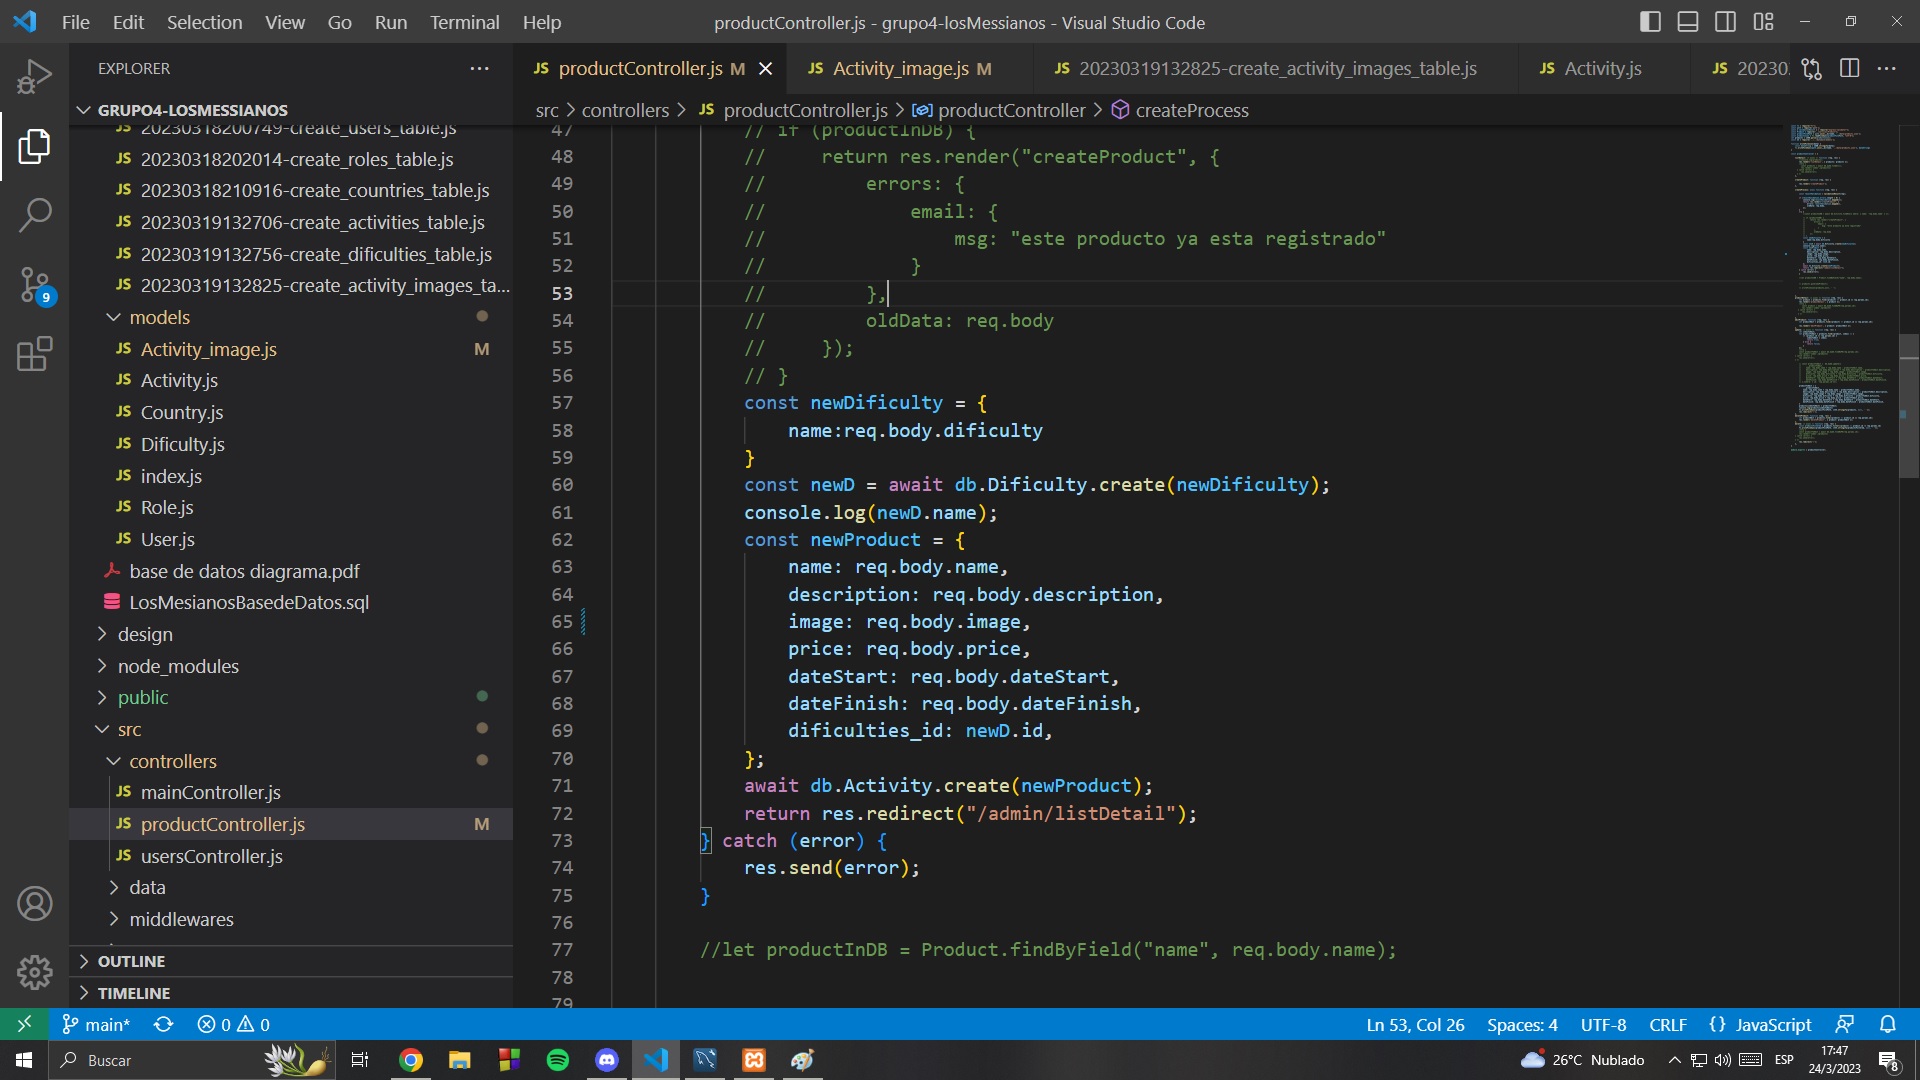 File Edit Selection View Go Run Terminal Help
productController.js - grupo4-losMessianos - Visual Studio Code
EXPLORER
GRUPO4-LOSMESSIANOS
JS 20230318200749-create_users_table.js
JS 20230318202014-create_roles_table.js
JS 20230318210916-create_countries_table.js
JS 20230319132706-create_activities_table.js
JS 20230319132756-create_dificulties_table.js
JS 20230319132825-create_activity_images_ta...
models
JS Activity_image.js M
JS Activity.js
JS Country.js
JS Dificulty.js
JS index.js
JS Role.js
JS User.js
base de datos diagrama.pdf
LosMesianosBasedeDatos.sql
design
node_modules
public
src
controllers
JS mainController.js
JS productController.js M
JS usersController.js
data
middlewares
OUTLINE
TIMELINE
9
JS productController.js M
JS Activity_image.js M
JS 20230319132825-create_activity_images_table.js
JS Activity.js
JS 20230
src > controllers > JS productController.js > productController > createProcess
47 // if (productInDB) {
48 // return res.render("createProduct", {
49 // errors: {
50 // email: {
51 // msg: "este producto ya esta registrado"
52 // }
53 // },
54 // oldData: req.body
55 // });
56 // }
57 const newDificulty = {
58 name:req.body.dificulty
59 }
60 const newD = await db.Dificulty.create(newDificulty);
61 console.log(newD.name);
62 const newProduct = {
63 name: req.body.name,
64 description: req.body.description,
65 image: req.body.image,
66 price: req.body.price,
67 dateStart: req.body.dateStart,
68 dateFinish: req.body.dateFinish,
69 dificulties_id: newD.id,
70 };
71 await db.Activity.create(newProduct);
72 return res.redirect("/admin/listDetail");
73 } catch (error) {
74 res.send(error);
75 }
76
77 //let productInDB = Product.findByField("name", req.body.name);
78
79
main* 0 0
Ln 53, Col 26 Spaces: 4 UTF-8 CRLF {} JavaScript
Buscar
26°C Nublado
ESP
17:47
24/3/2023
8